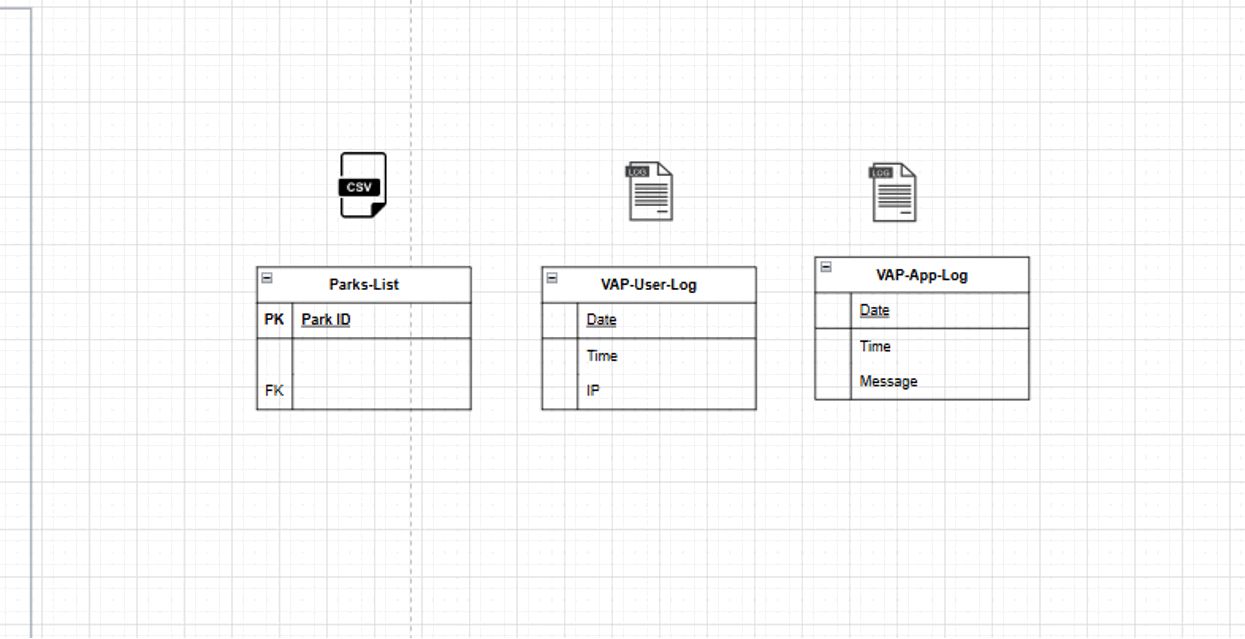 CSV
LOG
LOG
Parks-List
PK Park ID
FK
VAP-User-Log
Date
Time
IP
VAP-App-Log
Date
Time
Message